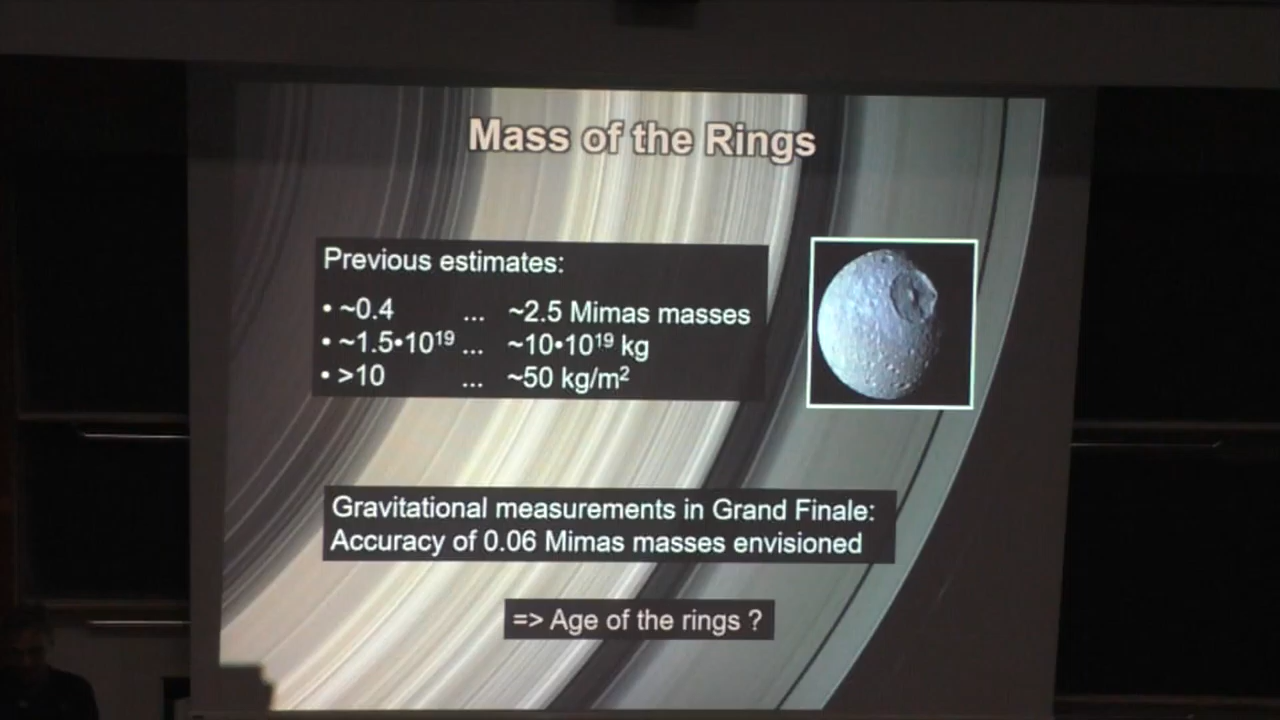 Mass of the Rings
Previous estimates:
• ~0.4 ... ~2.5 Mimas masses
• ~1.5•10¹⁹ ... ~10•10¹⁹ kg
• >10 ... ~50 kg/m²
Gravitational measurements in Grand Finale:
Accuracy of 0.06 Mimas masses envisioned
=> Age of the rings ?